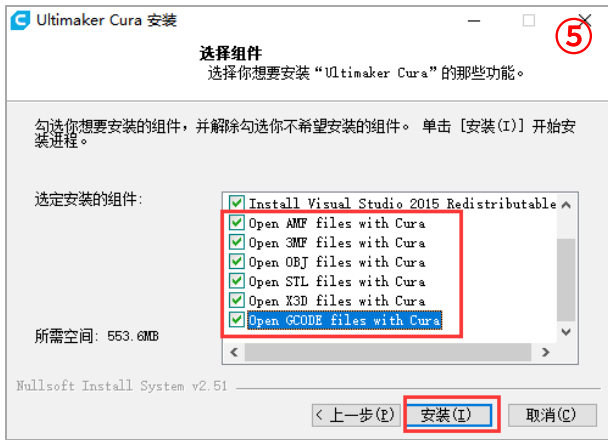 Ultimaker Cura 安装
⑤
选择组件
选择你想要安装“Ultimaker Cura”的那些功能。
勾选你想要安装的组件，并解除勾选你不希望安装的组件。 单击 [安装(I)] 开始安
装进程。
选定安装的组件:
Install Visual Studio 2015 Redistributable
Open AMF files with Cura
Open 3MF files with Cura
Open OBJ files with Cura
Open STL files with Cura
Open X3D files with Cura
Open GCODE files with Cura
所需空间: 553.6MB
Nullsoft Install System v2.51
< 上一步(P)
安装(I)
取消(C)